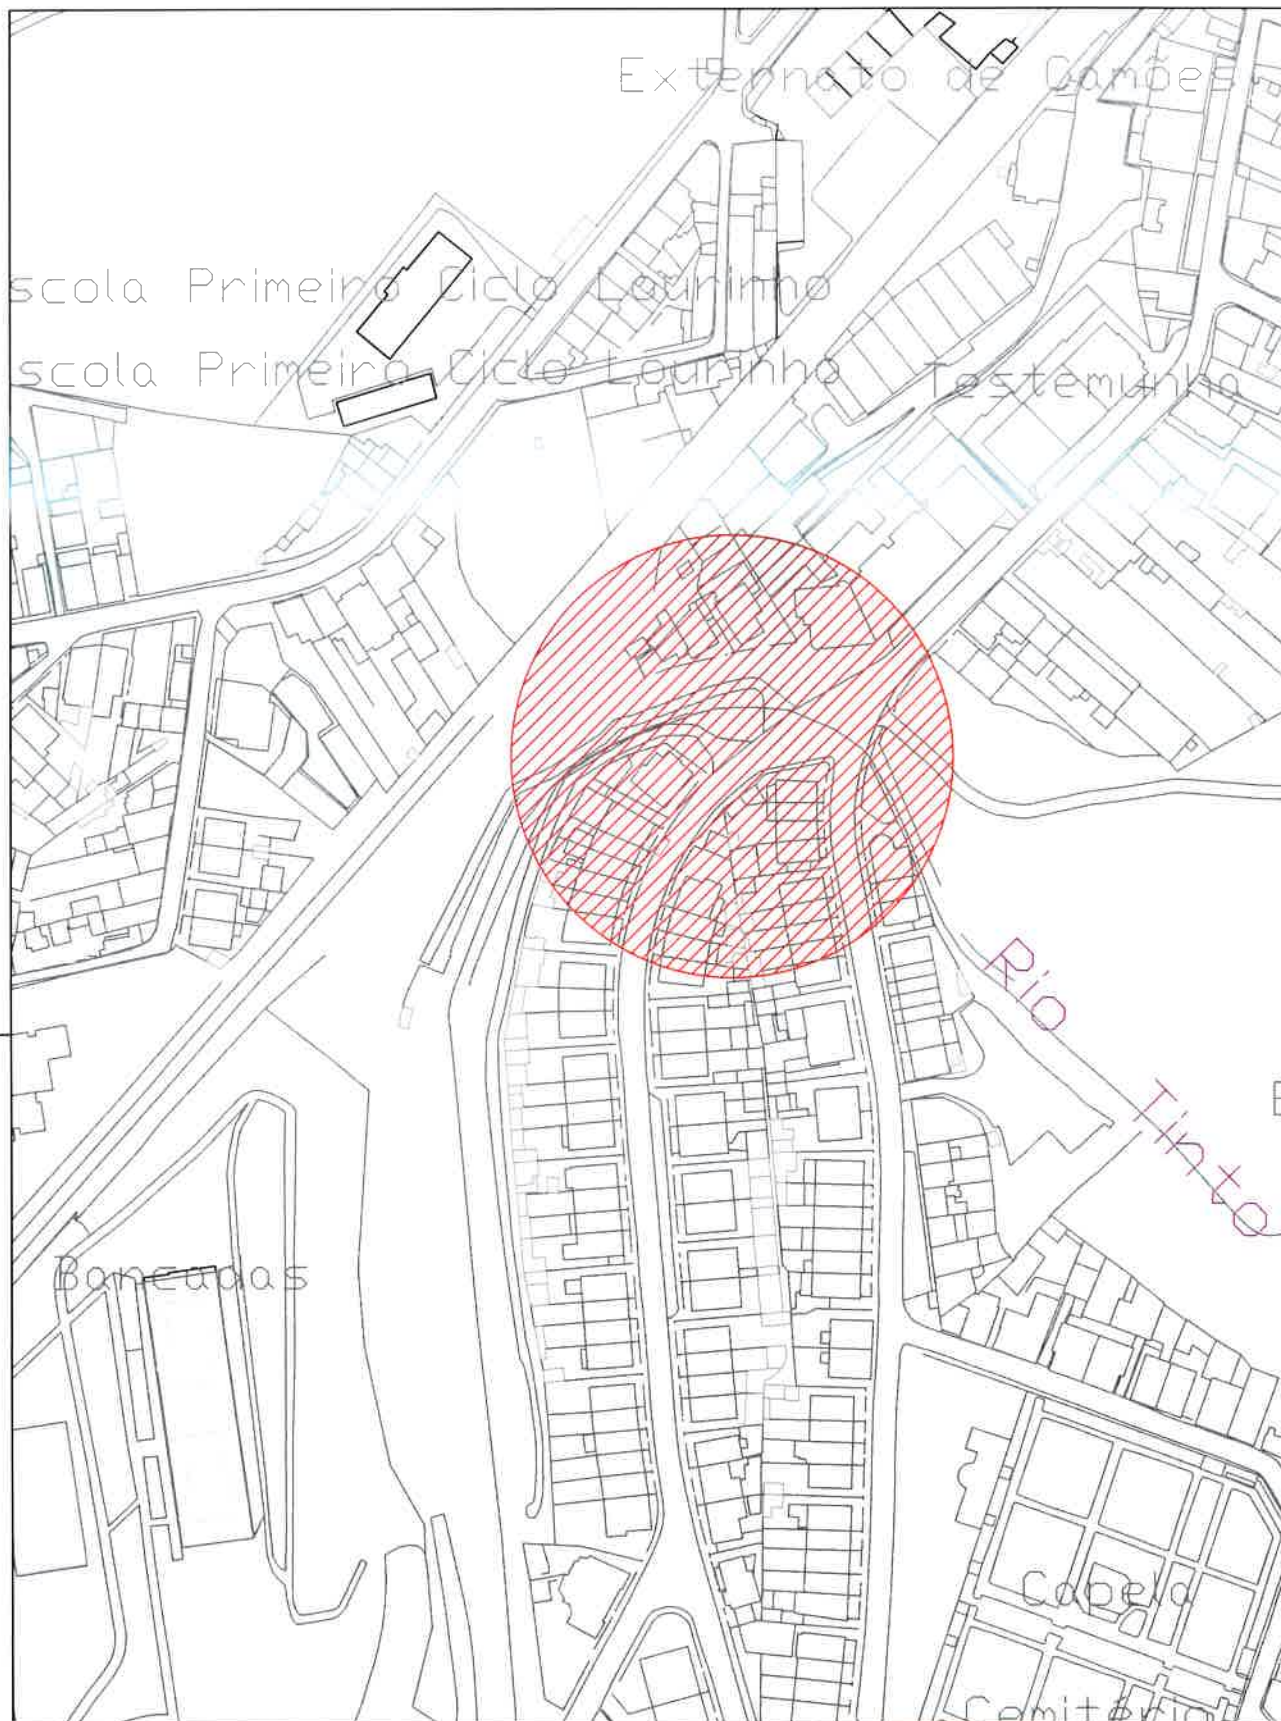 Externato de Camões
scola Primeiro Ciclo Lourinho
scola Primeiro Ciclo Lourinho
Testemunho
Rio
Tinto
Bancadas
Capela
Cemitério